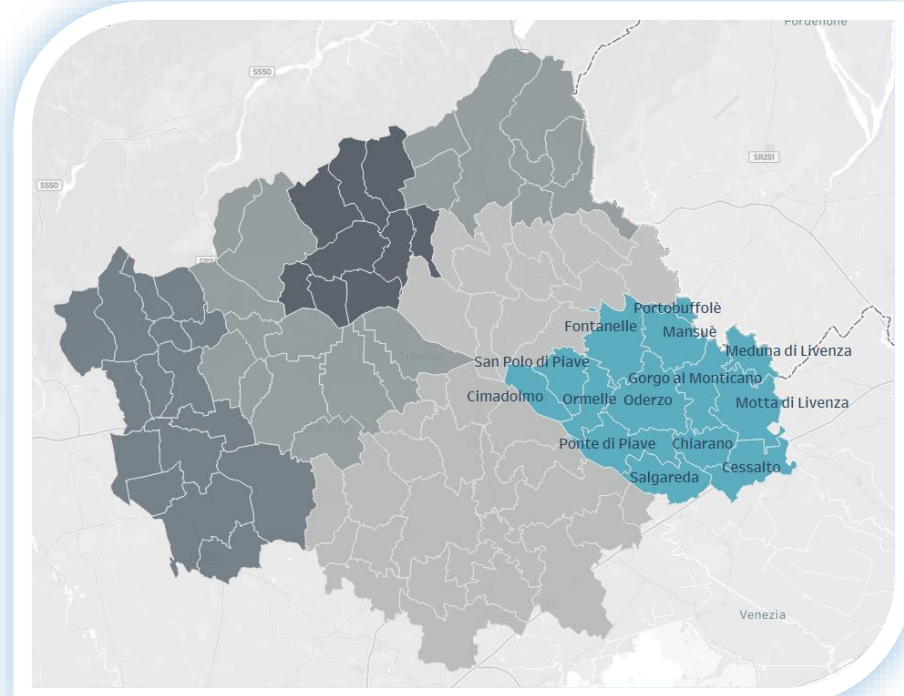 Pordenone
SS50
SR251
SS50
Portobuffolè
Fontanelle
Mansuè
Meduna di Livenza
Treviso
San Polo di Piave
Gorgo al Monticano
Cimadolmo
Ormelle
Oderzo
Motta di Livenza
Ponte di Piave
Chiarano
Cessalto
Salgareda
Venezia